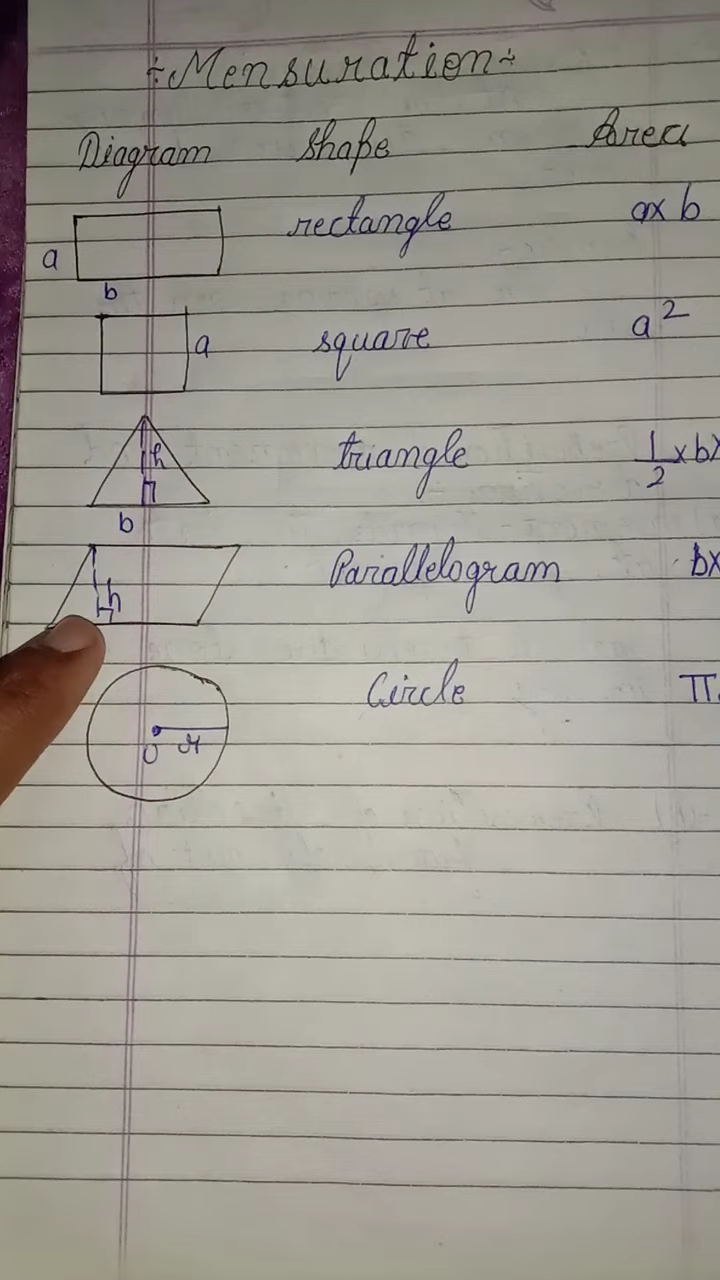 ÷Mensuration÷
Diagram shape Area
a b rectangle a×b
a square a²
h b triangle 1/2 ×b×
h Parallelogram b×
O r Circle π